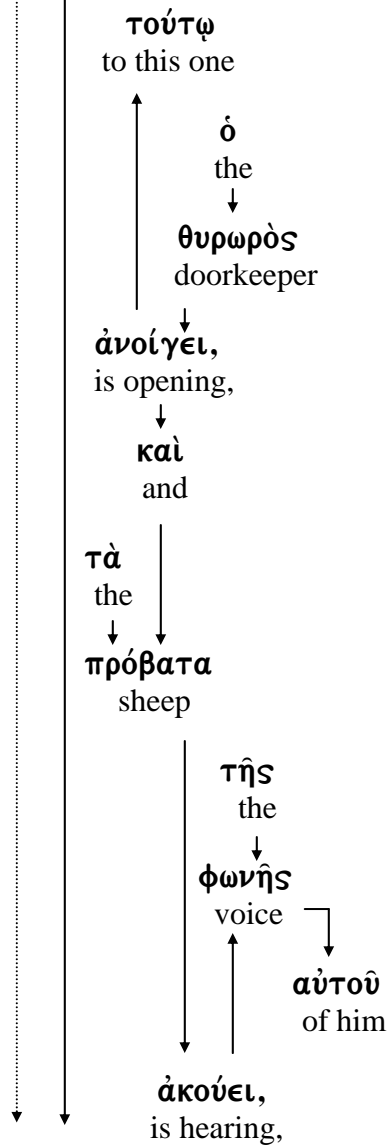 τούτῳ
to this one
ὁ
the
θυρωρὸς
doorkeeper
ἀνοίγει,
is opening,
καὶ
and
τὰ
the
πρόβατα
sheep
τῆς
the
φωνῆς
voice
αὐτοῦ
of him
ἀκούει,
is hearing,